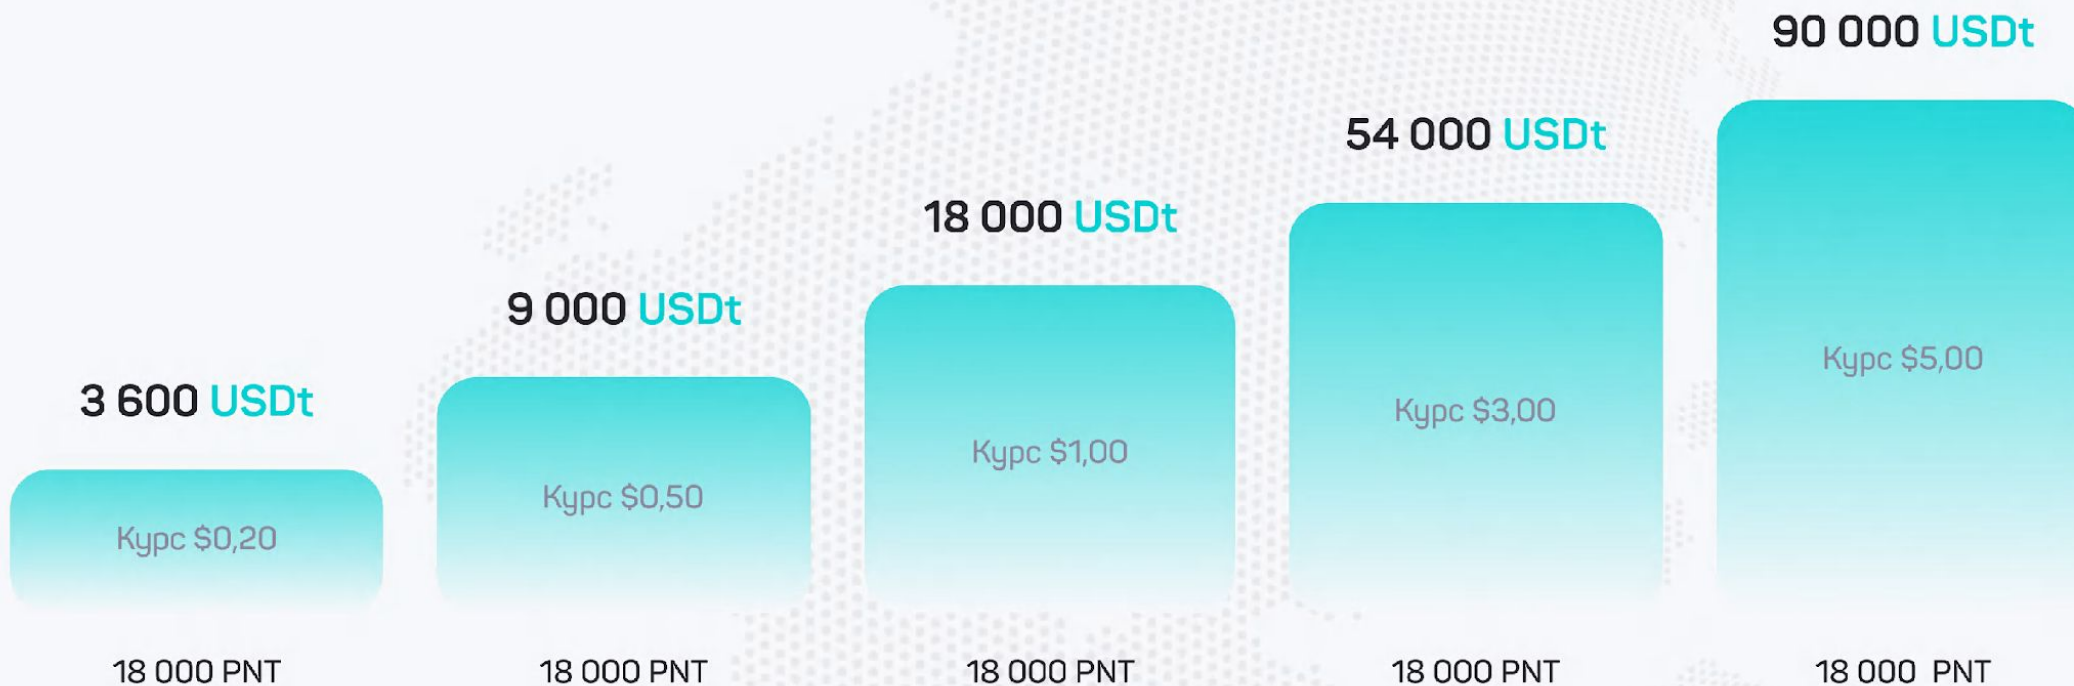 90 000 USDt
54 000 USDt
18 000 USDt
9 000 USDt
3 600 USDt
Курс $0,20
Курс $0,50
Курс $1,00
Курс $3,00
Курс $5,00
18 000 PNT
18 000 PNT
18 000 PNT
18 000 PNT
18 000 PNT